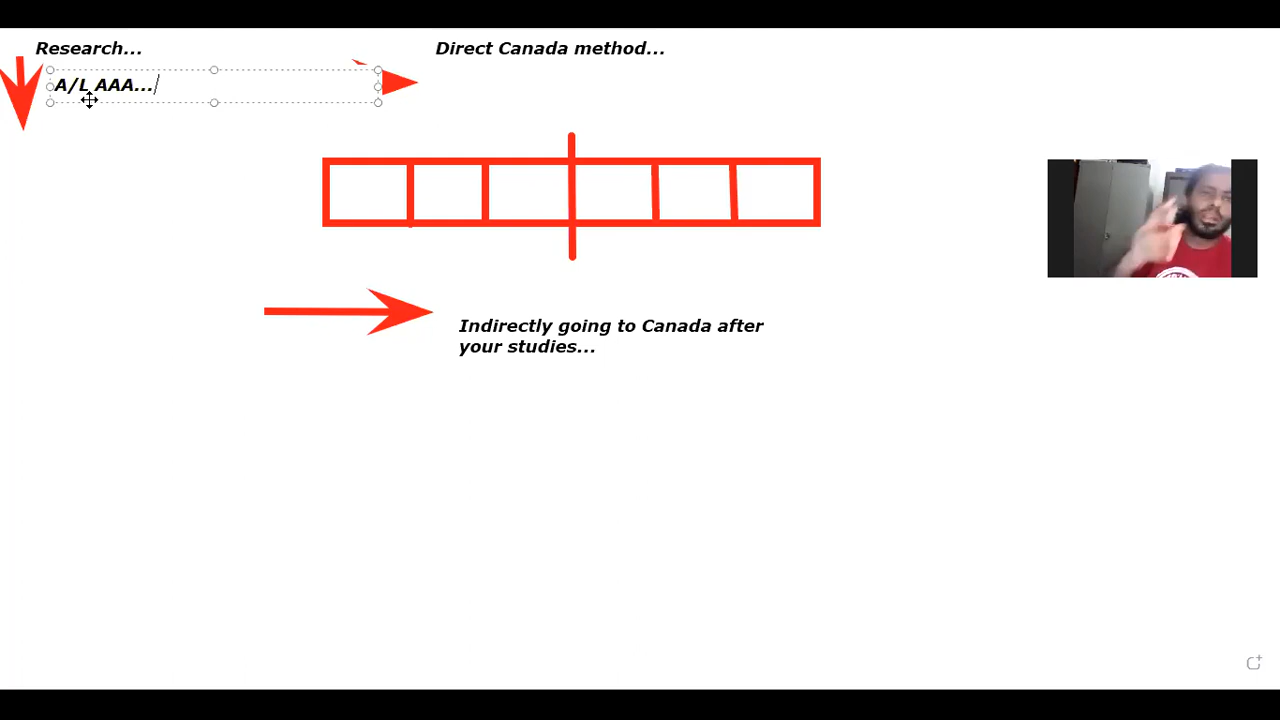 Research...
Direct Canada method...
A/L AAA...
Indirectly going to Canada after
your studies...